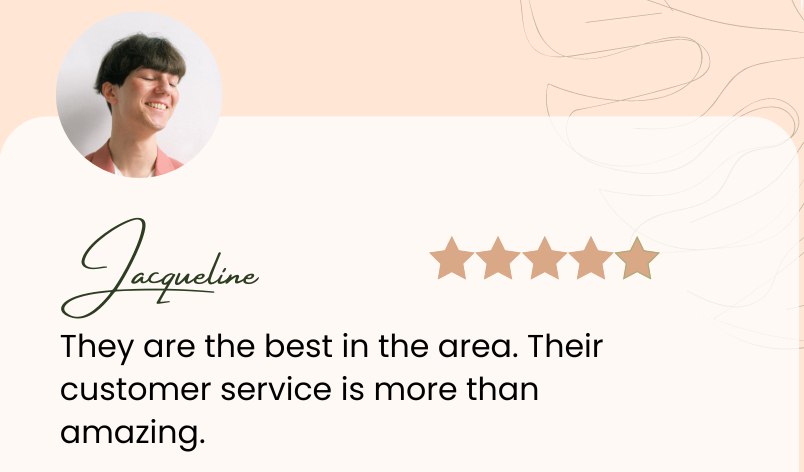 Jacqueline
They are the best in the area. Their
customer service is more than
amazing.